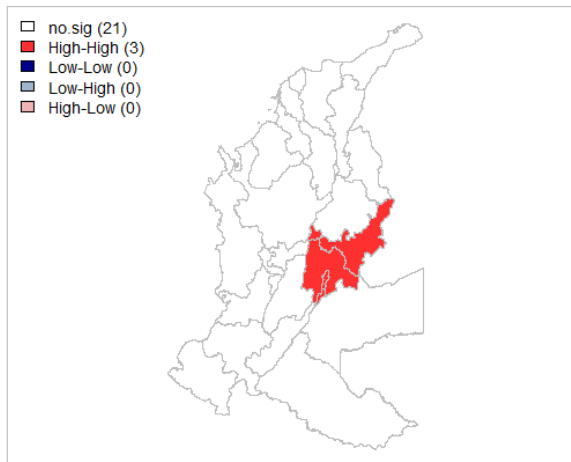 no.sig (21)
High-High (3)
Low-Low (0)
Low-High (0)
High-Low (0)